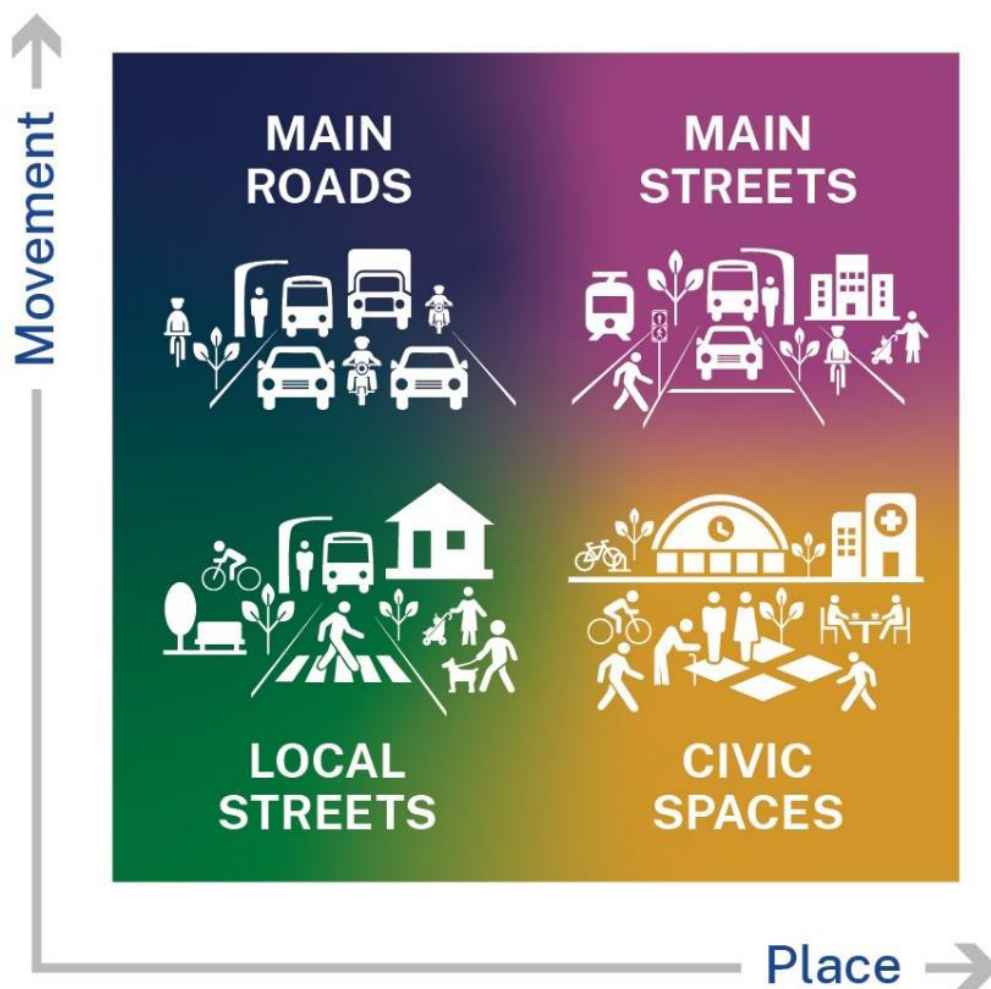 Movement
MAIN
ROADS
MAIN
STREETS
LOCAL
STREETS
CIVIC
SPACES
Place